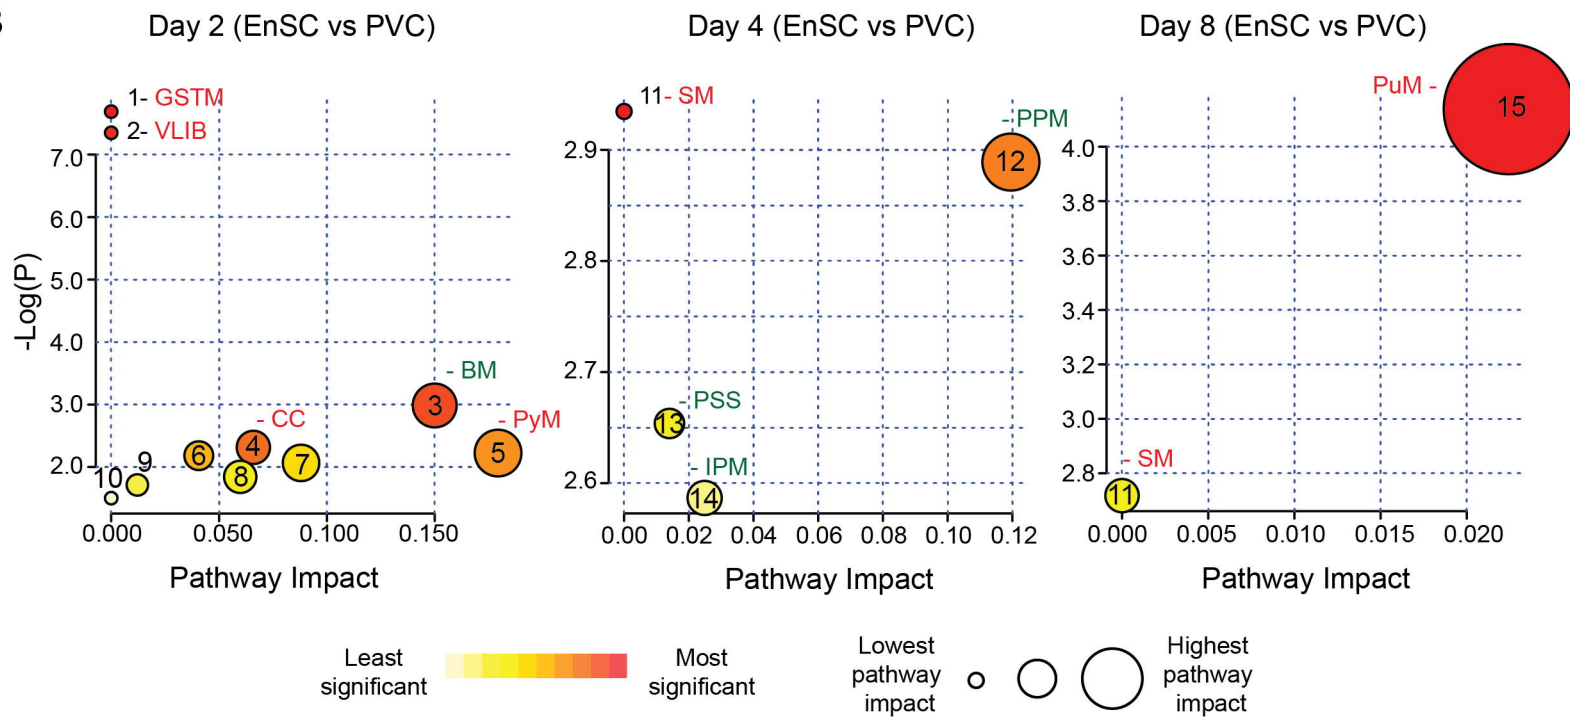 Day 2 (EnSC vs PVC)
Day 4 (EnSC vs PVC)
Day 8 (EnSC vs PVC)
-Log(P)
1- GSTM
2- VLIB
7.0
6.0
5.0
4.0
3.0
2.0
- BM
3
- CC
- PyM
4
5
6
7
8
9
10
0.000 0.050 0.100 0.150
Pathway Impact
11- SM
- PPM
12
2.9
2.8
2.7
2.6
- PSS
13
- IPM
14
0.00 0.02 0.04 0.06 0.08 0.10 0.12
Pathway Impact
PuM -
15
4.0
3.8
3.6
3.4
3.2
3.0
2.8
- SM
11
0.000 0.005 0.010 0.015 0.020
Pathway Impact
Least
significant
Most
significant
Lowest
pathway
impact
Highest
pathway
impact